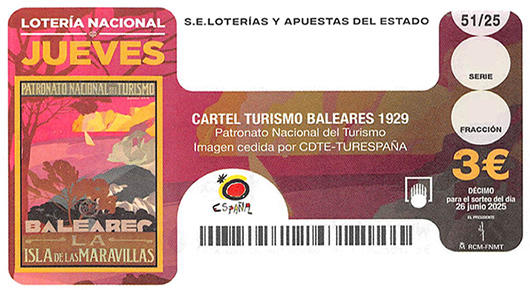 LOTERÍA NACIONAL
JUEVES
PATRONATO NACIONAL DEL TURISMO
BALEARES
LA
ISLA DE LAS MARAVILLAS
S.E. LOTERÍAS Y APUESTAS DEL ESTADO
CARTEL TURISMO BALEARES 1929
Patronato Nacional del Turismo
Imagen cedida por CDTE-TURESPAÑA
ESPAÑA
51/25
SERIE
FRACCIÓN
3€
DÉCIMO
para el sorteo del día
26 junio 2025
EL PRESIDENTE
RCM-FNMT